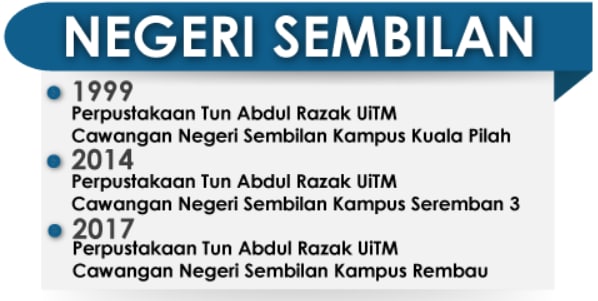 NEGERI SEMBILAN
1999
Perpustakaan Tun Abdul Razak UiTM
Cawangan Negeri Sembilan Kampus Kuala Pilah
2014
Perpustakaan Tun Abdul Razak UiTM
Cawangan Negeri Sembilan Kampus Seremban 3
2017
Perpustakaan Tun Abdul Razak UiTM
Cawangan Negeri Sembilan Kampus Rembau